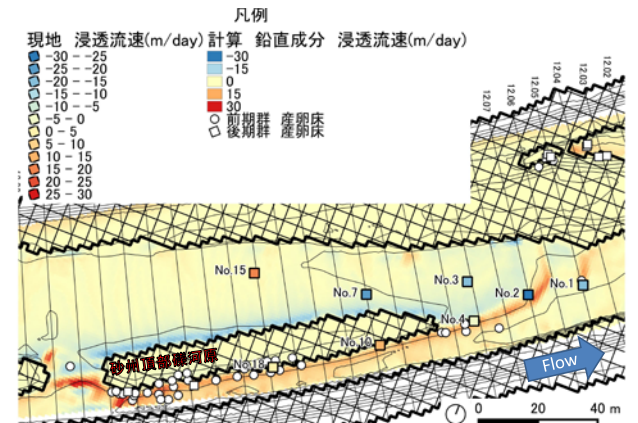 凡例
現地 浸透流速(m/day) 計算 鉛直成分 浸透流速(m/day)
-30 - -25
-25 - -20
-20 - -15
-15 - -10
-10 - -5
-5 - 0
0 - 5
5 - 10
10 - 15
15 - 20
20 - 25
25 - 30
-30
-15
0
15
30
前期群 産卵床
後期群 産卵床
12.07
12.06
12.05
12.04
12.03
12.02
No.15
No.7
No.3
No.2
No.1
No.4
No.19
No.18
砂州頂部礫河原
Flow
0 20 40 m